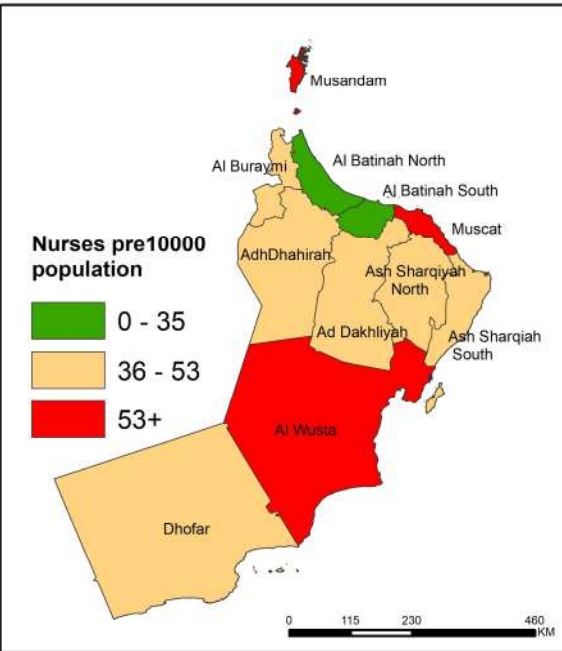 Musandam
Al Batinah North
Al Buraymi
Al Batinah South
Muscat
Nurses pre10000
population
AdhDhahirah
Ash Sharqiyah
North
0 - 35
Ad Dakhliyah
Ash Sharqiah
South
36 - 53
53+
Al Wusta
Dhofar
0 115 230 460
KM